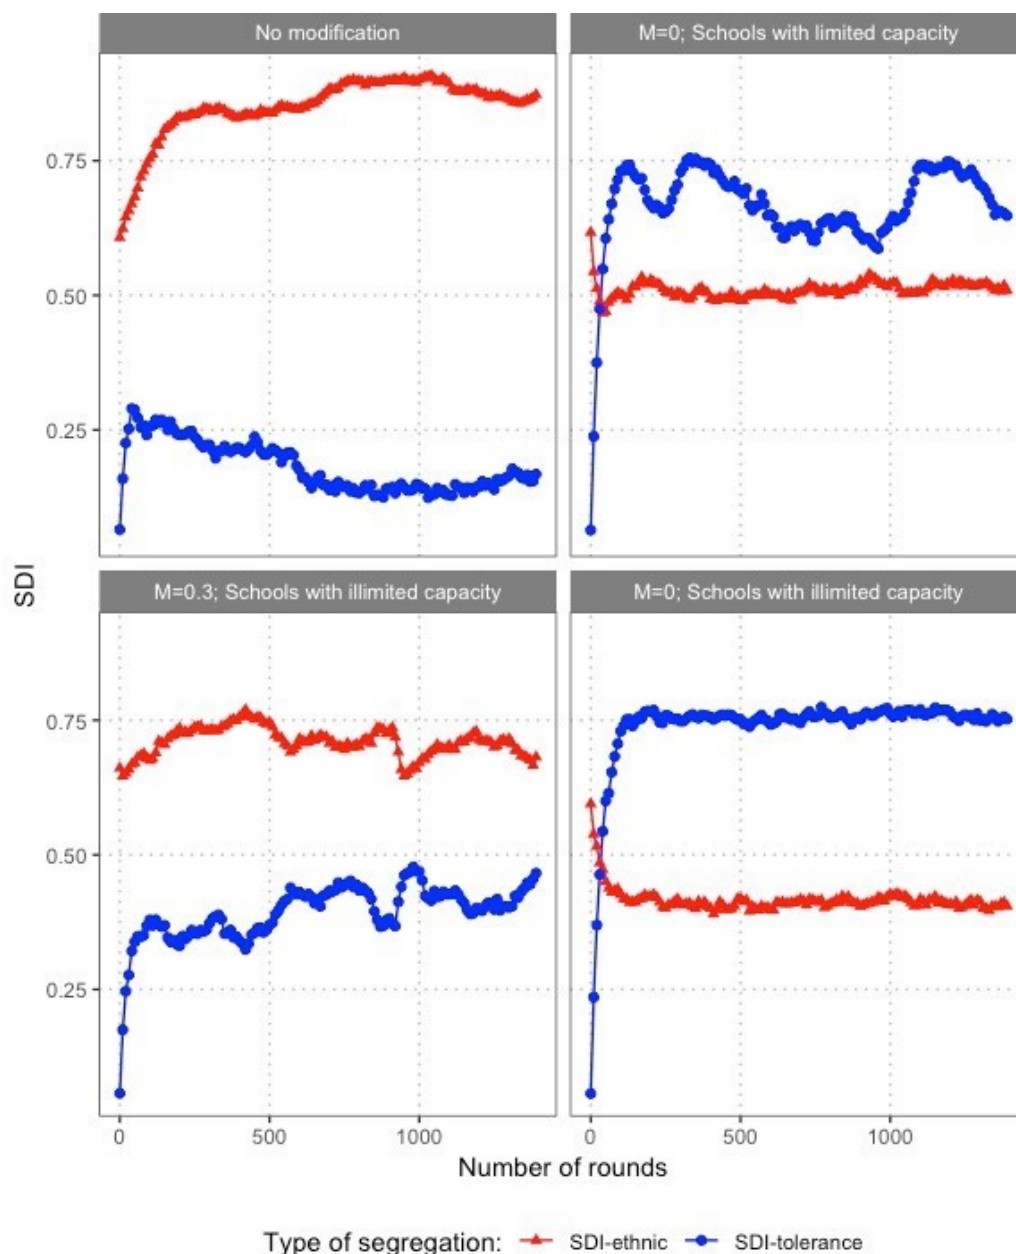 No modification
M=0; Schools with limited capacity
0.75
0.50
0.25
SDI
M=0.3; Schools with illimited capacity
M=0; Schools with illimited capacity
0.75
0.50
0.25
0 500 1000 0 500 1000
Number of rounds
Type of segregation: SDI-ethnic SDI-tolerance